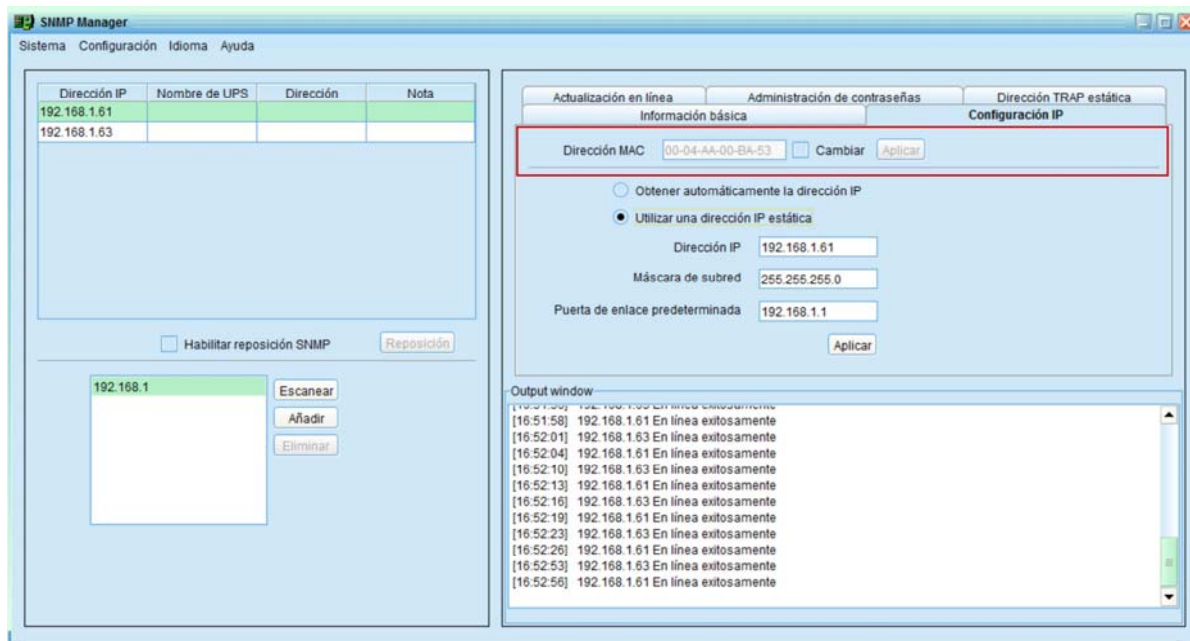 SNMP Manager
Sistema Configuración Idioma Ayuda
Dirección IP Nombre de UPS Dirección Nota
192.168.1.61
192.168.1.63
Habilitar reposición SNMP Reposición
192.168.1
Escanear
Añadir
Eliminar
Actualización en línea Administración de contraseñas Dirección TRAP estática
Información básica Configuración IP
Dirección MAC 00-04-AA-00-BA-53 Cambiar Aplicar
Obtener automáticamente la dirección IP
Utilizar una dirección IP estática
Dirección IP 192.168.1.61
Máscara de subred 255.255.255.0
Puerta de enlace predeterminada 192.168.1.1
Aplicar
Output window
[16:51:58] 192.168.1.61 En línea exitosamente
[16:52:01] 192.168.1.63 En línea exitosamente
[16:52:04] 192.168.1.61 En línea exitosamente
[16:52:10] 192.168.1.63 En línea exitosamente
[16:52:13] 192.168.1.61 En línea exitosamente
[16:52:16] 192.168.1.63 En línea exitosamente
[16:52:19] 192.168.1.61 En línea exitosamente
[16:52:23] 192.168.1.63 En línea exitosamente
[16:52:26] 192.168.1.61 En línea exitosamente
[16:52:53] 192.168.1.63 En línea exitosamente
[16:52:56] 192.168.1.61 En línea exitosamente